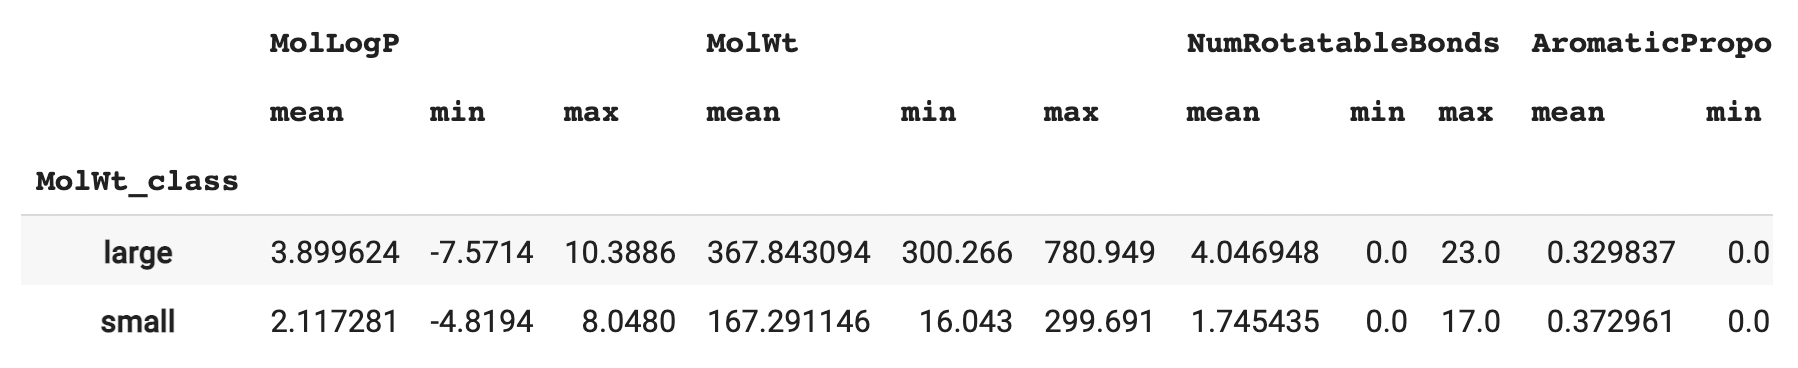 MolLogP MolWt NumRotatableBonds AromaticPropo
mean min max mean min max mean min max mean min
MolWt_class
large 3.899624 -7.5714 10.3886 367.843094 300.266 780.949 4.046948 0.0 23.0 0.329837 0.0
small 2.117281 -4.8194 8.0480 167.291146 16.043 299.691 1.745435 0.0 17.0 0.372961 0.0